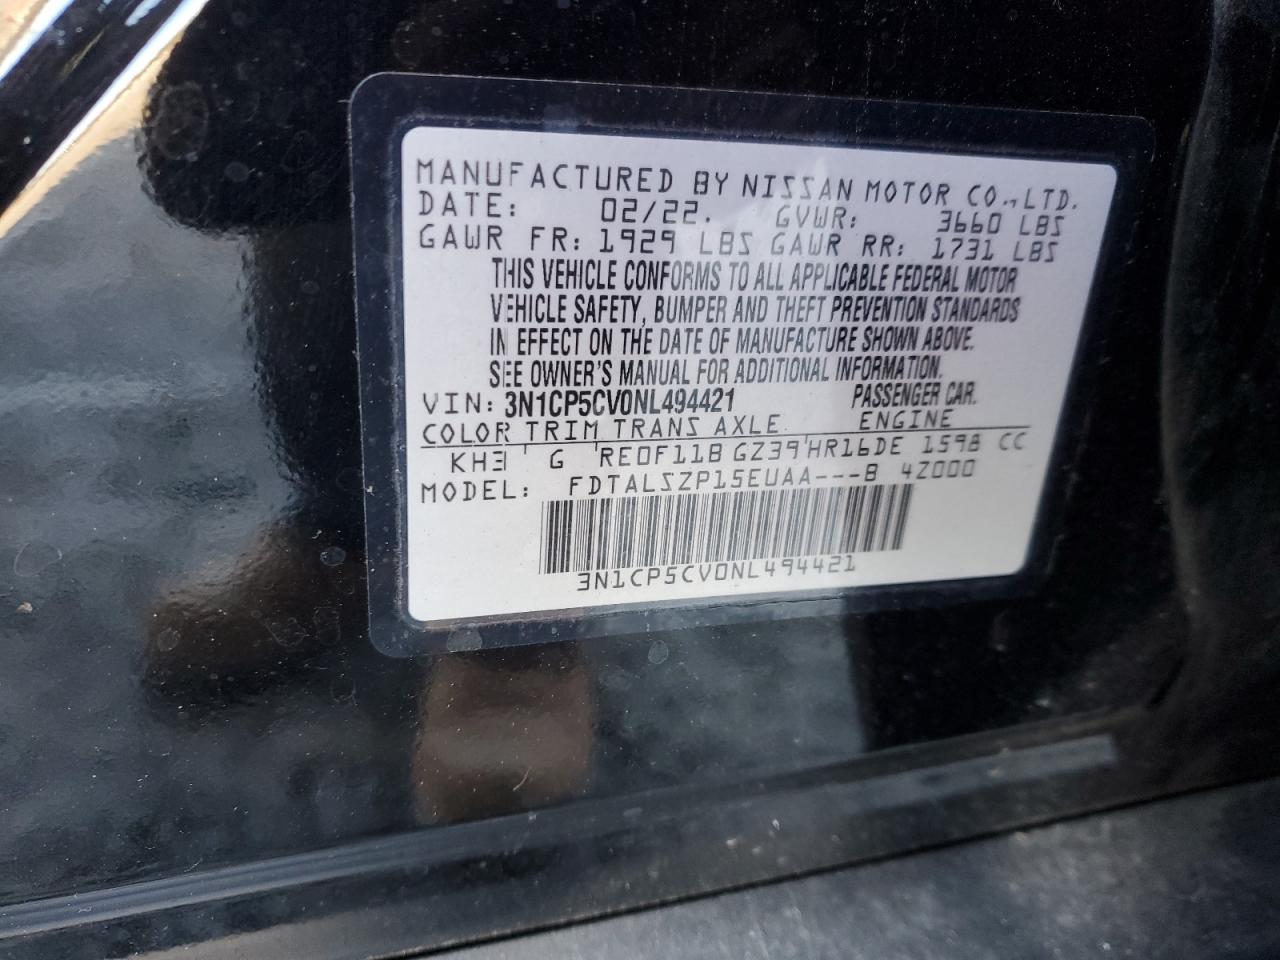 MANUFACTURED BY NISSAN MOTOR CO.,LTD.
DATE: 02/22. GVWR: 3660 LBS
GAWR FR: 1929 LBS GAWR RR: 1731 LBS
THIS VEHICLE CONFORMS TO ALL APPLICABLE FEDERAL MOTOR
VEHICLE SAFETY, BUMPER AND THEFT PREVENTION STANDARDS
IN EFFECT ON THE DATE OF MANUFACTURE SHOWN ABOVE.
SEE OWNER'S MANUAL FOR ADDITIONAL INFORMATION.
VIN: 3N1CP5CV0NL494421 PASSENGER CAR.
COLOR TRIM TRANS AXLE ENGINE
KH3 G RE0F11B GZ39 HR16DE 1598 CC
MODEL: FDTALSZP15EUAA---B 4Z000
3N1CP5CV0NL494421